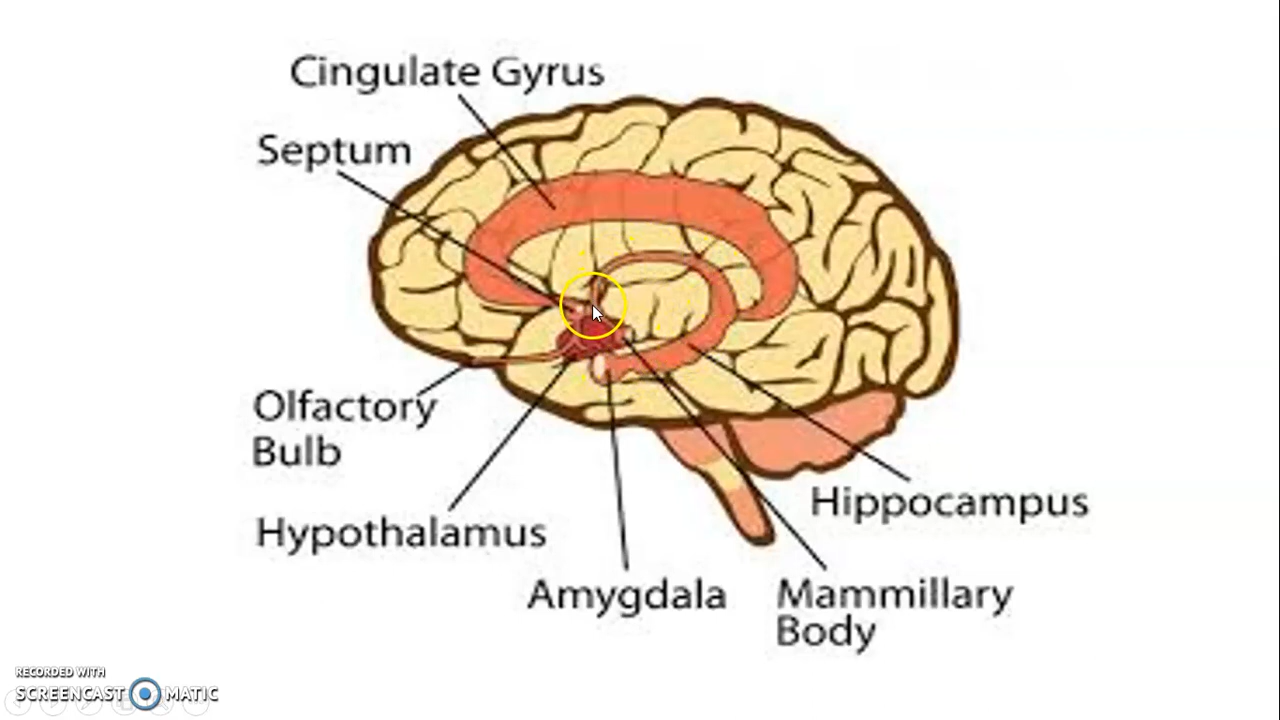 Cingulate Gyrus
Septum
Olfactory
Bulb
Hypothalamus
Amygdala
Hippocampus
Mammillary
Body
RECORDED WITH
SCREENCAST MATIC